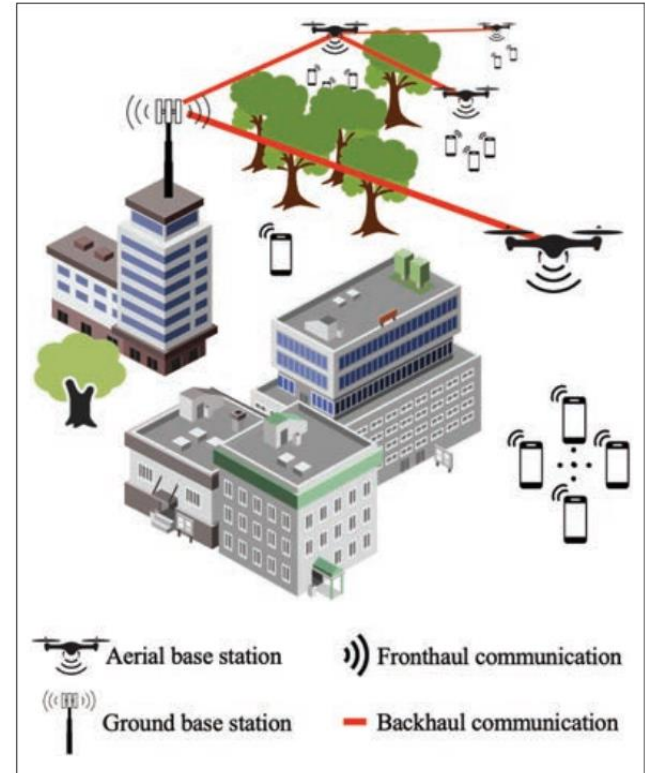 Aerial base station
Fronthaul communication
Ground base station
Backhaul communication